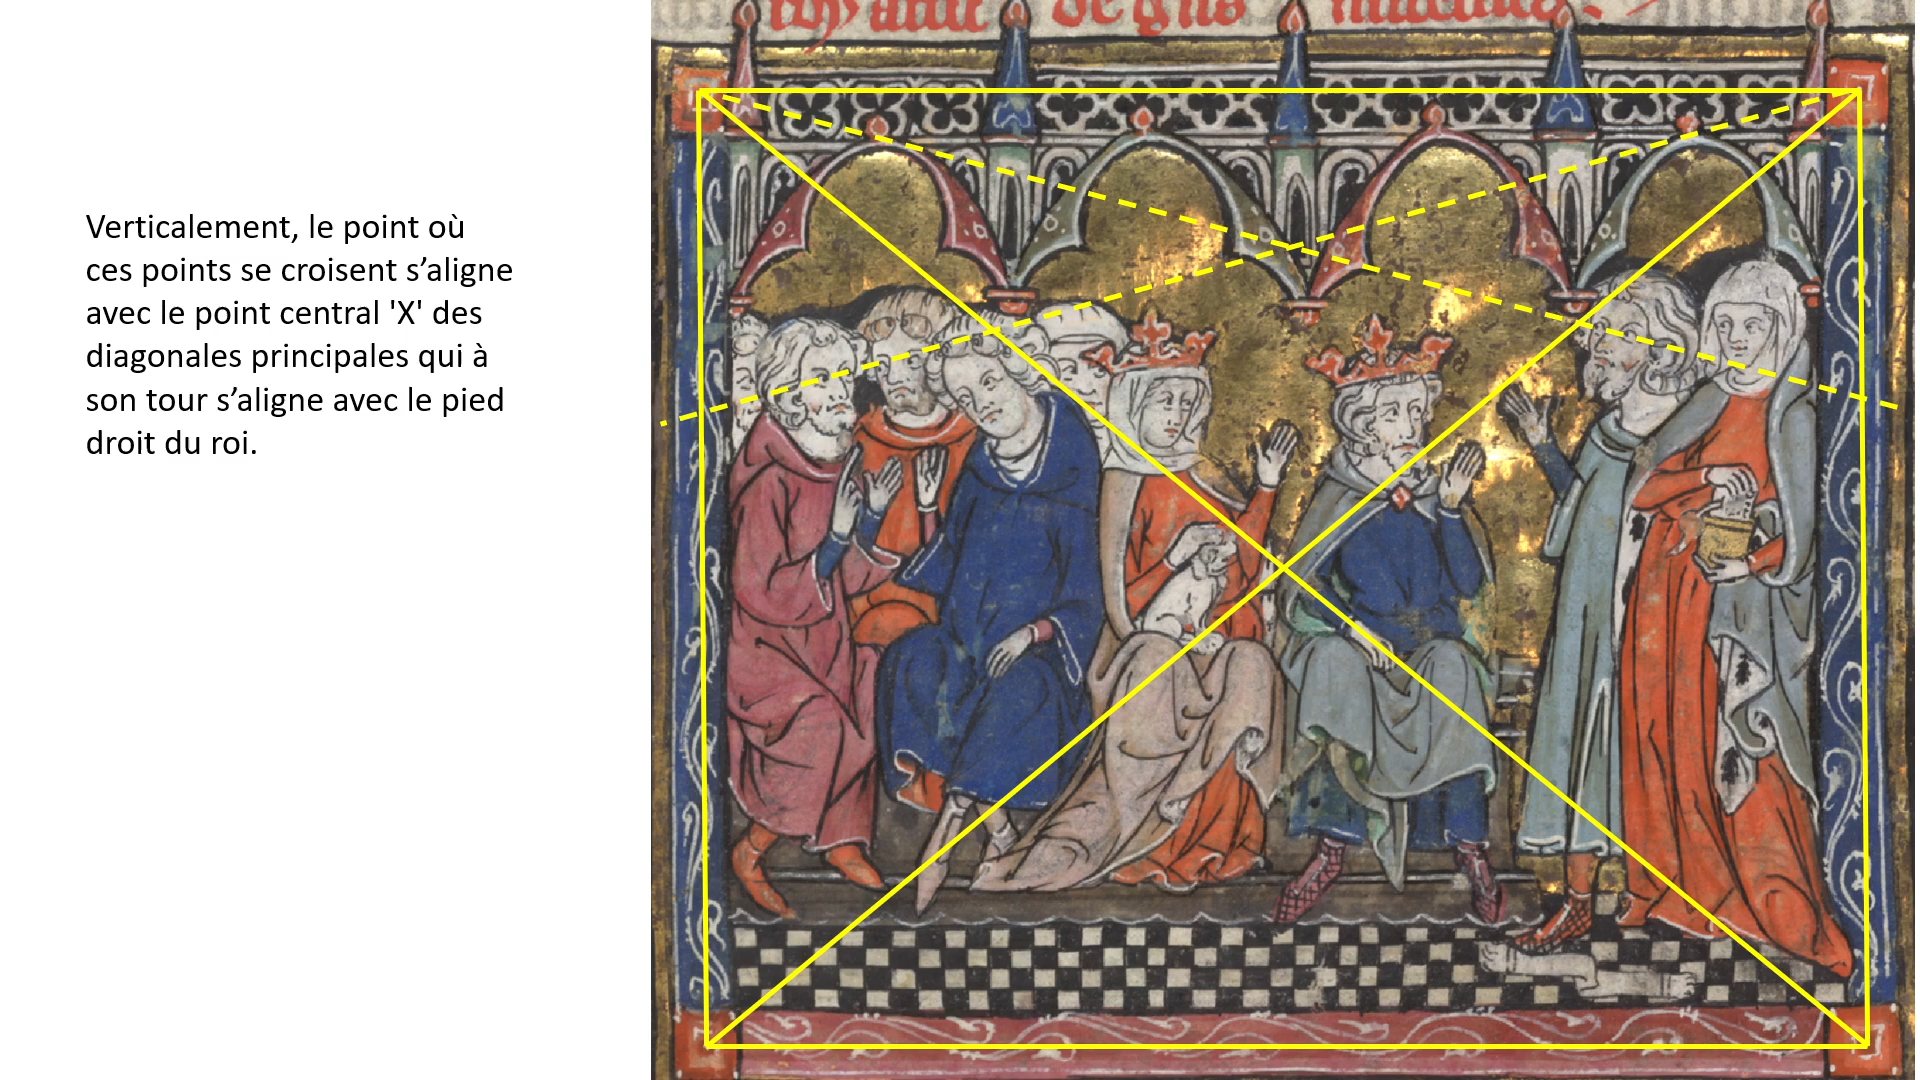 Verticalement, le point où
ces points se croisent s’aligne
avec le point central 'X' des
diagonales principales qui à
son tour s’aligne avec le pied
droit du roi.